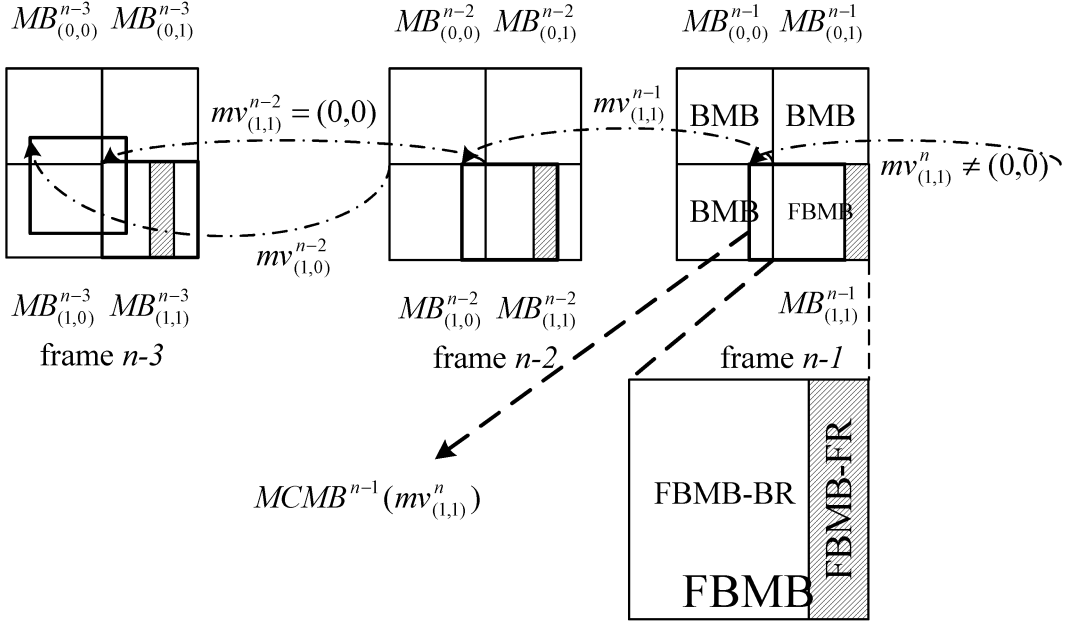 MB^{n-3}_{(0,0)} MB^{n-3}_{(0,1)} MB^{n-2}_{(0,0)} MB^{n-2}_{(0,1)} MB^{n-1}_{(0,0)} MB^{n-1}_{(0,1)}
mv^{n-2}_{(1,1)} = (0,0) mv^{n-1}_{(1,1)} BMB BMB
mv^{n}_{(1,1)} ≠ (0,0)
BMB FBMB
mv^{n-2}_{(1,0)}
MB^{n-3}_{(1,0)} MB^{n-3}_{(1,1)} MB^{n-2}_{(1,0)} MB^{n-2}_{(1,1)} MB^{n-1}_{(1,1)}
frame n-3 frame n-2 frame n-1
MCMB^{n-1}(mv^{n}_{(1,1)})
FBMB-BR
FBMB-FR
FBMB